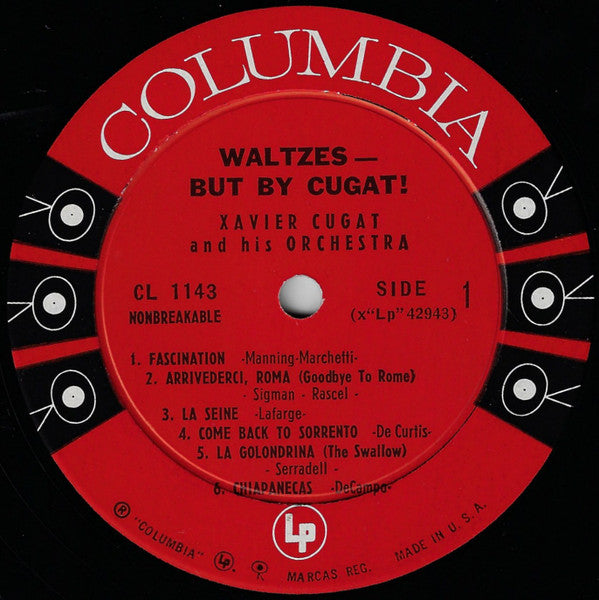 COLUMBIA
WALTZES —
BUT BY CUGAT!
XAVIER CUGAT
and his ORCHESTRA
CL 1143
NONBREAKABLE
SIDE 1
(x"Lp" 42943)
1. FASCINATION -Manning-Marchetti-
2. ARRIVEDERCI, ROMA (Goodbye To Rome)
- Sigman - Rascel -
3. LA SEINE -Lafarge-
4. COME BACK TO SORRENTO -De Curtis-
5. LA GOLONDRINA (The Swallow)
- Serradell -
6. CHIAPANECAS -DeCampo-
Lp
® "COLUMBIA" Lp. MARCAS REG. MADE IN U.S.A.